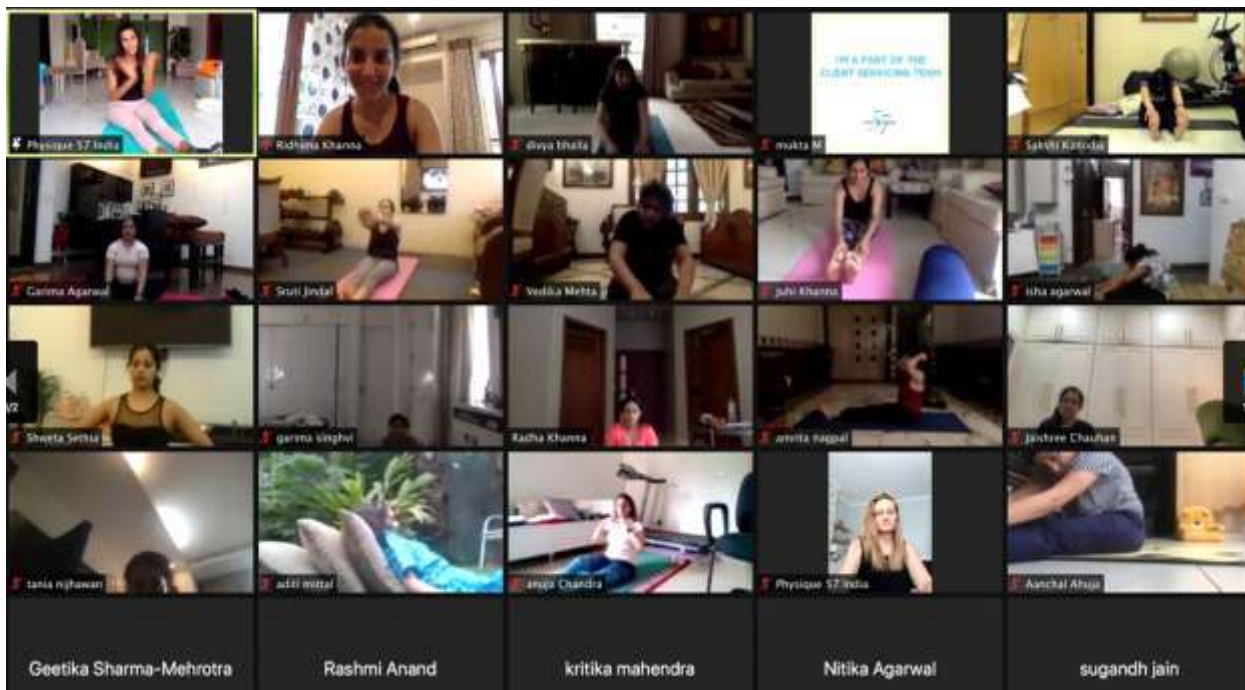 Physique 57 India
Ridhima Khanna
divya bhalla
I'M A PART OF THE
CLIENT SERVICING TEAM
57
mukta M
Sakshi
Garima Agarwal
Sruti Jindal
Vedika Mehta
Juhi Khanna
isha agarwal
Shweta Sethia
garima singhvi
Radha Khanna
amrita nagpal
Jaishree Chauhan
tania nijhawan
aditi mittal
anuja Chandra
Physique 57 India
Aanchal Ahuja
Geetika Sharma-Mehrotra
Rashmi Anand
kritika mahendra
Nitika Agarwal
sugandh jain